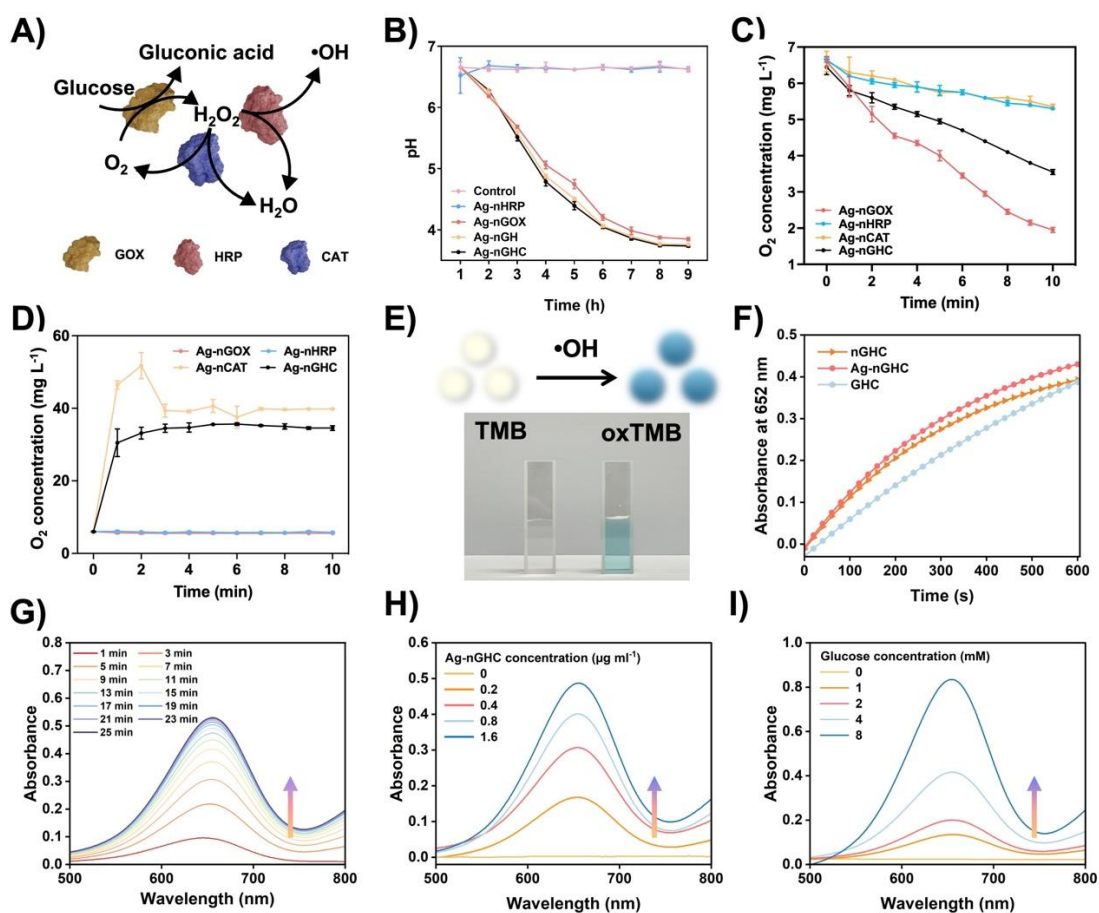 A)
Gluconic acid
•OH
Glucose
H₂O₂
O₂
H₂O
GOX
HRP
CAT
B)
7
6
5
4
pH
Control
Ag-nHRP
Ag-nGOX
Ag-nGH
Ag-nGHC
1 2 3 4 5 6 7 8 9
Time (h)
C)
7
6
5
4
3
2
1
O₂ concentration (mg L⁻¹)
Ag-nGOX
Ag-nHRP
Ag-nCAT
Ag-nGHC
0 2 4 6 8 10
Time (min)
D)
60
40
20
0
O₂ concentration (mg L⁻¹)
Ag-nGOX Ag-nHRP
Ag-nCAT Ag-nGHC
0 2 4 6 8 10
Time (min)
E)
•OH
TMB oxTMB
F)
0.5
0.4
0.3
0.2
0.1
0.0
Absorbance at 652 nm
nGHC
Ag-nGHC
GHC
0 100 200 300 400 500 600
Time (s)
G)
0.8
0.7
0.6
0.5
0.4
0.3
0.2
0.1
0.0
Absorbance
1 min 3 min
5 min 7 min
9 min 11 min
13 min 15 min
17 min 19 min
21 min 23 min
25 min
500 600 700 800
Wavelength (nm)
H)
0.6
0.5
0.4
0.3
0.2
0.1
0.0
Absorbance
Ag-nGHC concentration (µg ml⁻¹)
0
0.2
0.4
0.8
1.6
500 600 700 800
Wavelength (nm)
I)
1.0
0.8
0.6
0.4
0.2
0.0
Absorbance
Glucose concentration (mM)
0
1
2
4
8
500 600 700 800
Wavelength (nm)